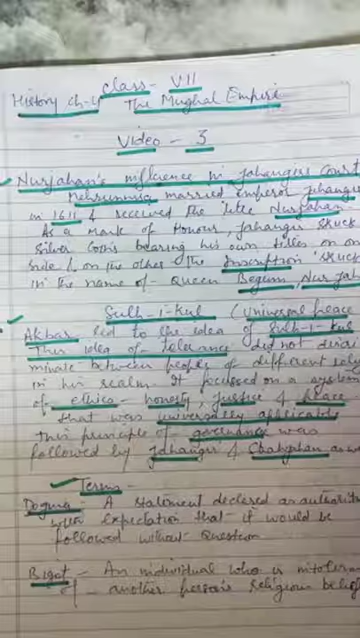 Class - VII
History ch-4 The Mughal Empire
Video - 3
Nurjahan's influence in Jahangir's Court
Mehrunnisa married emperor Jahangir
in 1611 & received the title Nurjahan
As a mark of Honour, Jahangir struck
Silver Coins bearing his own titles on one
side & on the other the Inscription 'struck
in the name of - Queen Begum, Nur Jah
Sulh-i-kul (Universal peace
Akbar led to the idea of Sulh-i-kul
This idea of tolerance did not discri
minate between people of different relig
in his realm. It focussed on a system
of ethics - honesty, justice & peace
that was universally applicable
this principle of governance was
followed by Jahangir & Shahjahan as w
Terms -
Dogma - A statement declared as authorit
with expectation that it would be
followed without question
Bigot - An individual who is intoleran
of another person's religious belief